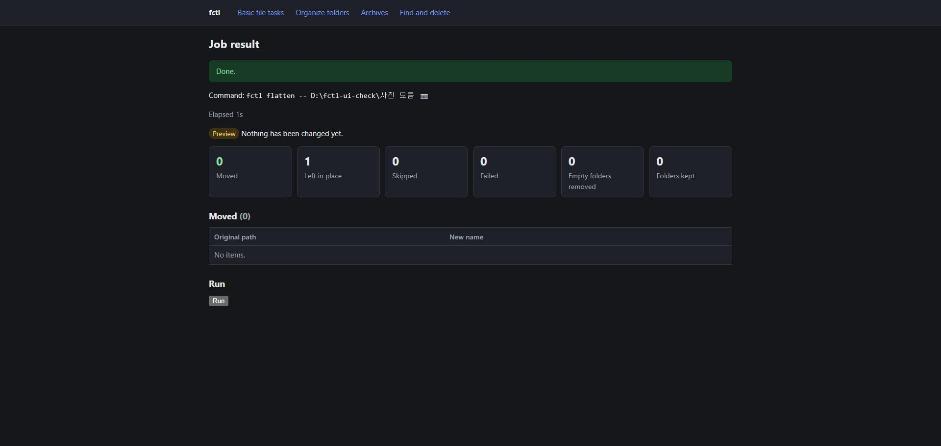 fctl Basic file tasks Organize folders Archives Find and delete
Job result
Done.
Command: fctl flatten -- D:\fctl-ui-check\사진 모음
Elapsed 1s
Preview Nothing has been changed yet.
0 1 0 0 0 0
Moved Left in place Skipped Failed Empty folders removed Folders kept
Moved (0)
Original path New name
No items.
Run
Run